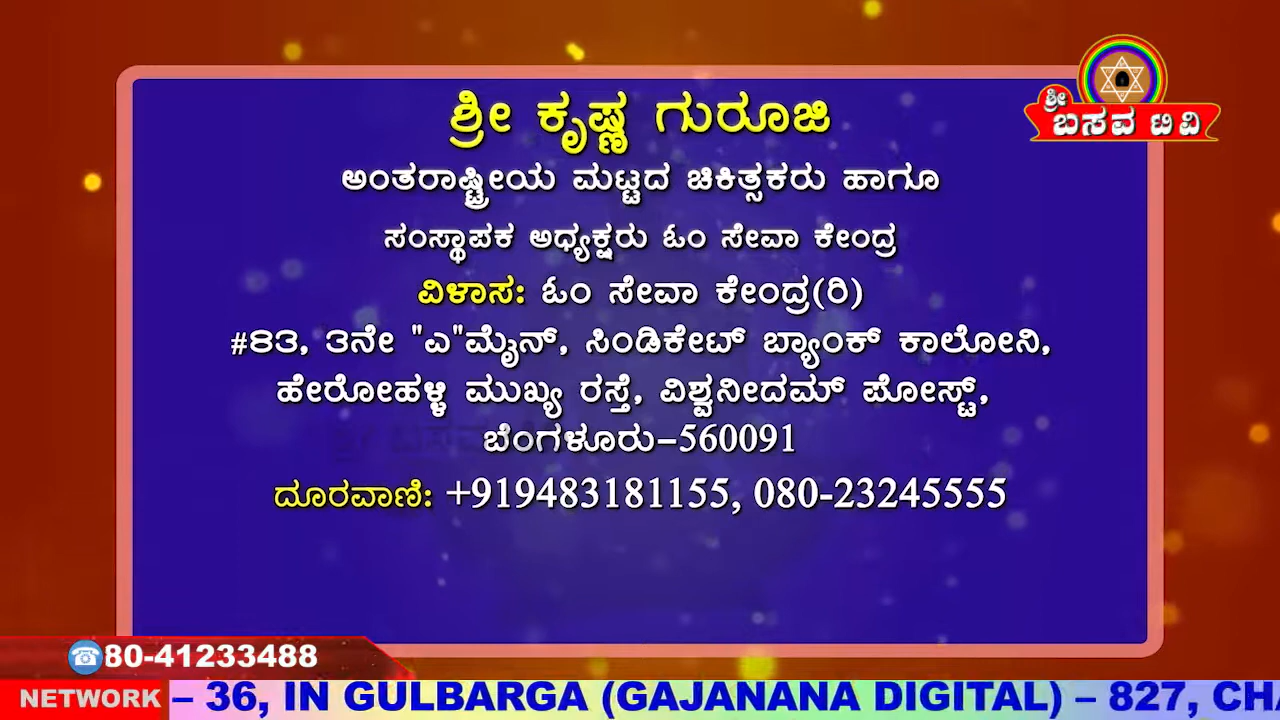 ಶ್ರೀ ಕೃಷ್ಣ ಗುರೂಜಿ
ಶ್ರೀ
ಬಸವ ಟಿವಿ
ಅಂತರಾಷ್ಟ್ರೀಯ ಮಟ್ಟದ ಚಿಕಿತ್ಸಕರು ಹಾಗೂ
ಸಂಸ್ಥಾಪಕ ಅಧ್ಯಕ್ಷರು ಓಂ ಸೇವಾ ಕೇಂದ್ರ
ವಿಳಾಸ: ಓಂ ಸೇವಾ ಕೇಂದ್ರ(ರಿ)
#83, 3ನೇ "ಎ"ಮೈನ್, ಸಿಂಡಿಕೇಟ್ ಬ್ಯಾಂಕ್ ಕಾಲೋನಿ,
ಹೇರೋಹಳ್ಳಿ ಮುಖ್ಯ ರಸ್ತೆ, ವಿಶ್ವನೀದಮ್ ಪೋಸ್ಟ್,
ಬೆಂಗಳೂರು-560091
ದೂರವಾಣಿ: +919483181155, 080-23245555
80-41233488
NETWORK – 36, IN GULBARGA (GAJANANA DIGITAL) – 827, CHA